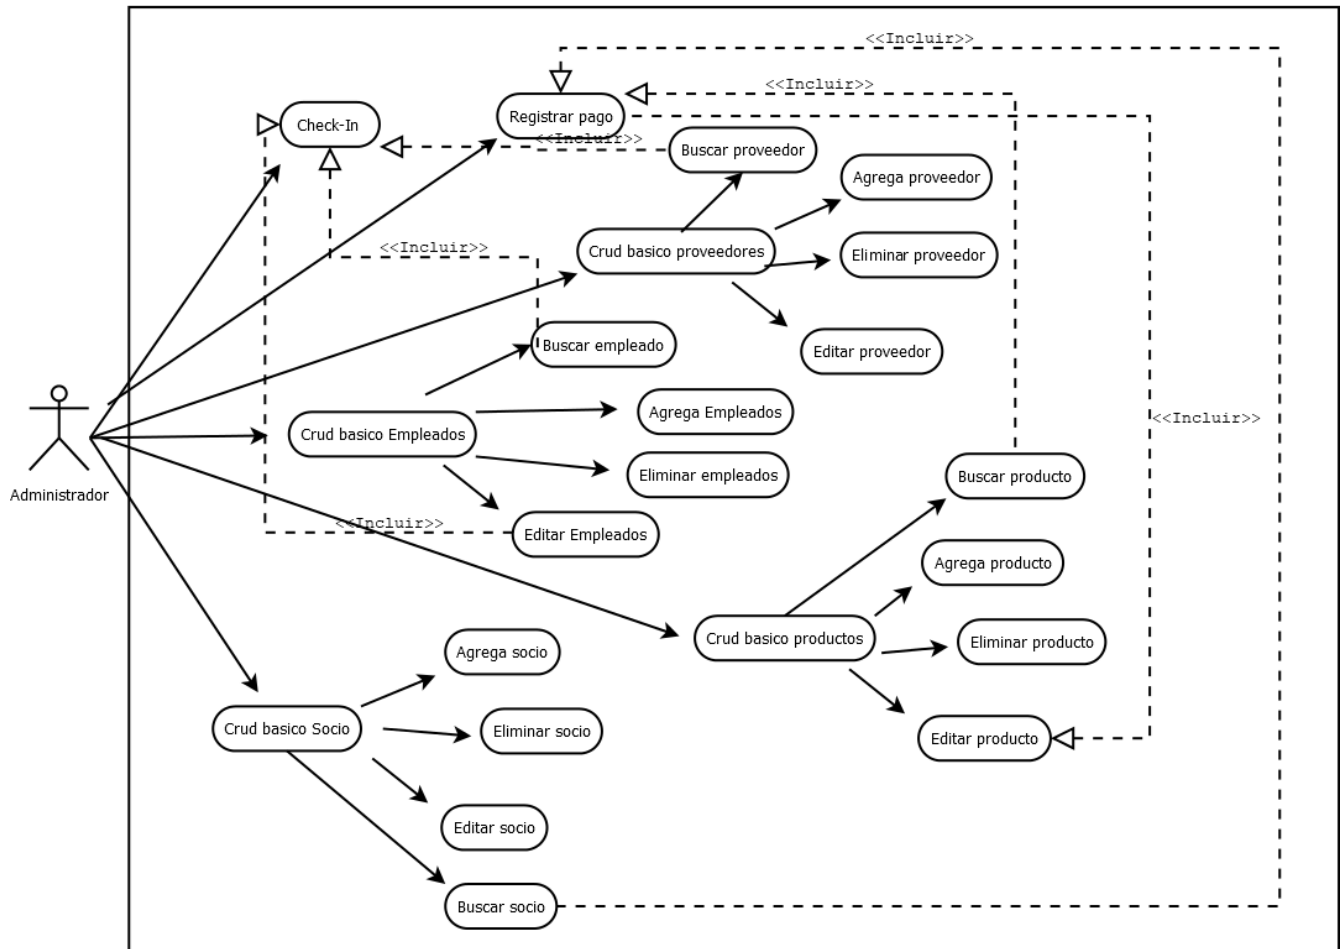 <<Incluir>>
<<Incluir>>
Registrar pago
Check-In
<<Incluir>>
Buscar proveedor
Agrega proveedor
<<Incluir>>
Crud basico proveedores
Eliminar proveedor
Buscar empleado
Editar proveedor
Agrega Empleados
<<Incluir>>
Crud basico Empleados
Eliminar empleados
Buscar producto
Administrador
<<Incluir>>
Editar Empleados
Agrega producto
Crud basico productos
Eliminar producto
Agrega socio
Crud basico Socio
Eliminar socio
Editar producto
Editar socio
Buscar socio